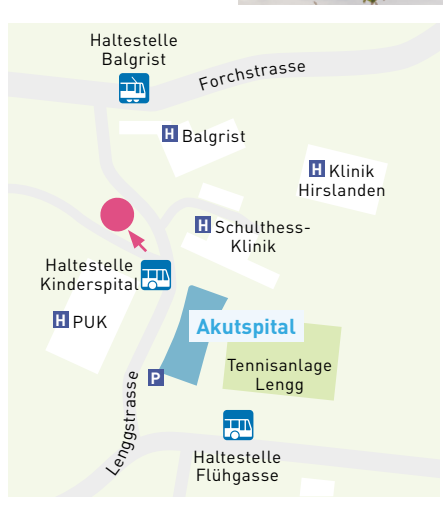 Haltestelle
Balgrist
Forchstrasse
H Balgrist
H Klinik
Hirslanden
H Schulthess-
Klinik
Haltestelle
Kinderspital
H PUK
Akutspital
Tennisanlage
Lengg
P
Lenggstrasse
Haltestelle
Flühgasse